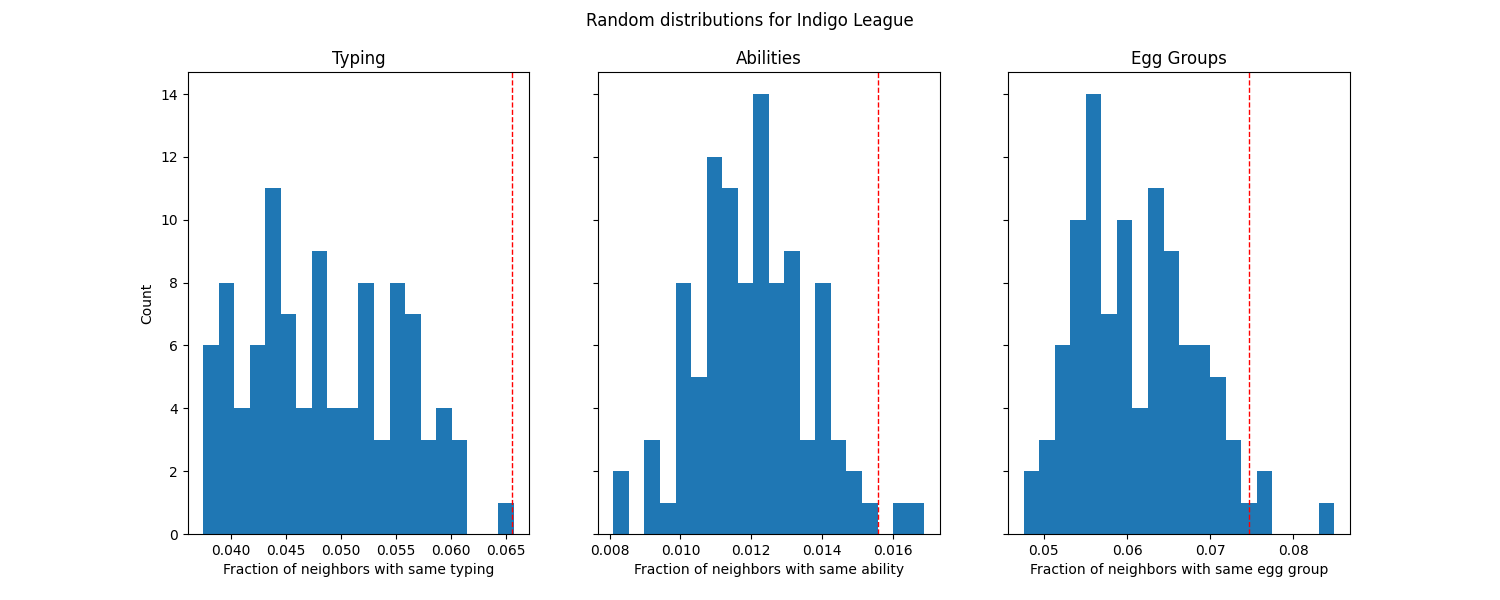 Random distributions for Indigo League
Typing
Abilities
Egg Groups
Count
14
12
10
8
6
4
2
0
0.040 0.045 0.050 0.055 0.060 0.065
0.008 0.010 0.012 0.014 0.016
0.05 0.06 0.07 0.08
Fraction of neighbors with same typing
Fraction of neighbors with same ability
Fraction of neighbors with same egg group